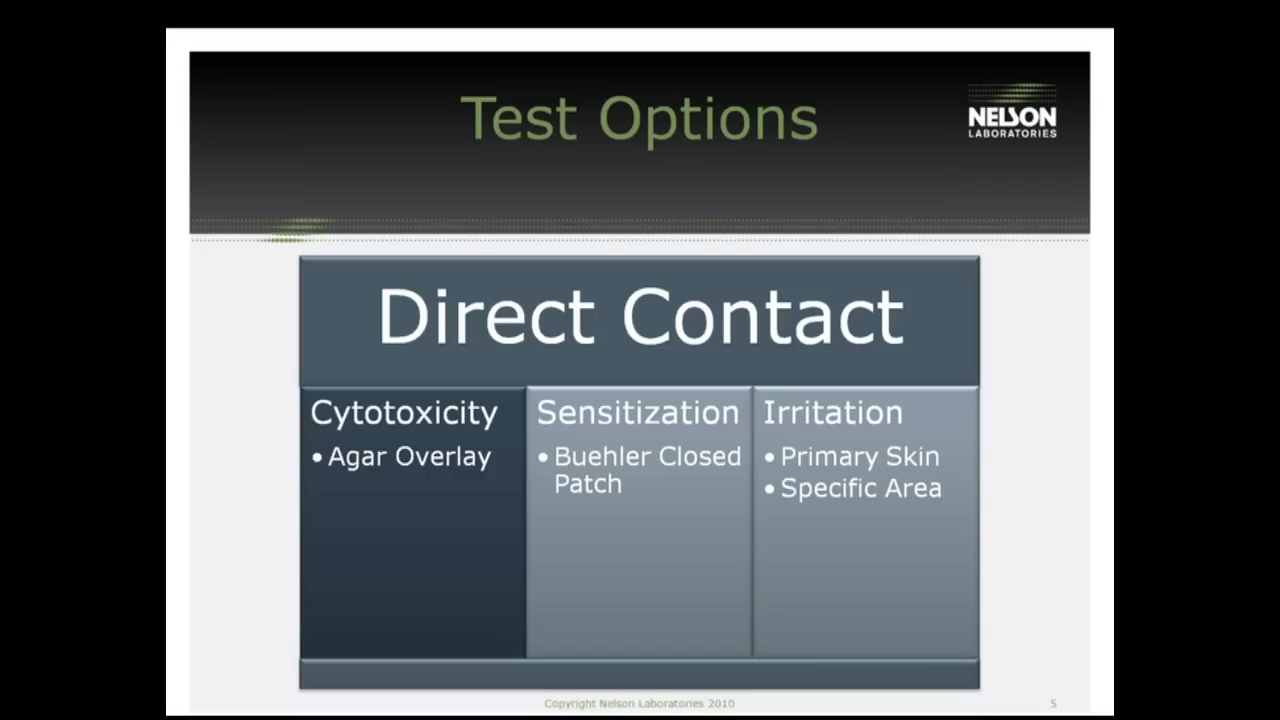 Test Options
NELSON
LABORATORIES
Direct Contact
Cytotoxicity
• Agar Overlay
Sensitization
• Buehler Closed
Patch
Irritation
• Primary Skin
• Specific Area
Copyright Nelson Laboratories 2010
5